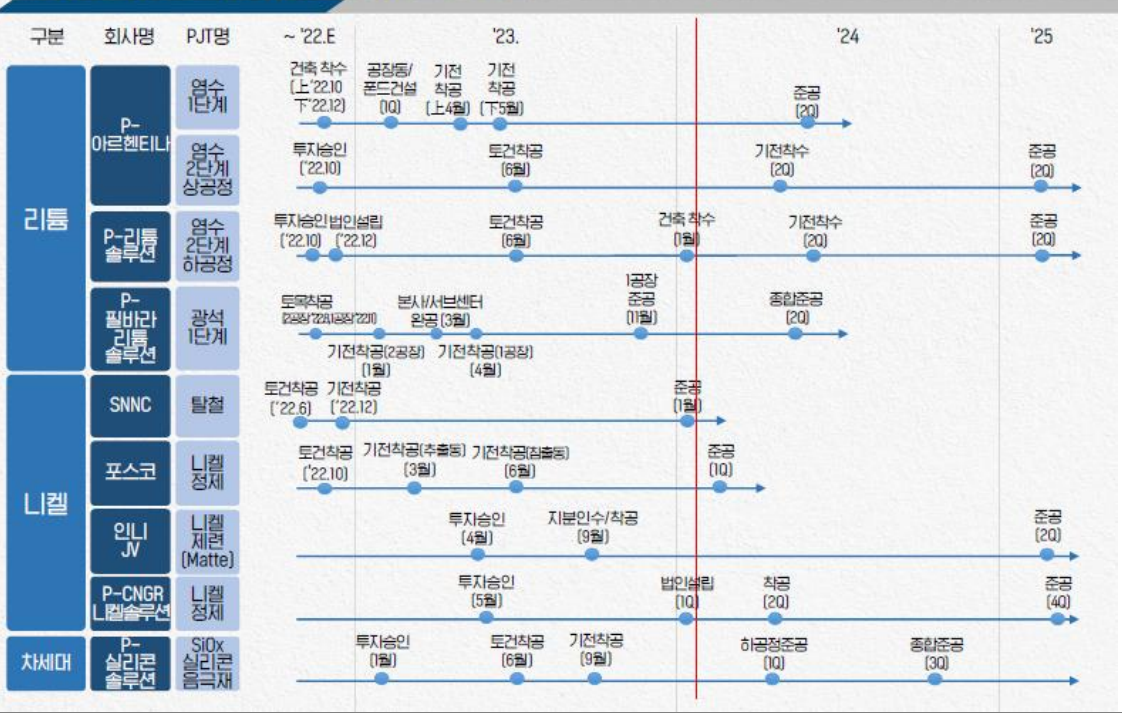 구분 회사명 PJT명 ~ '22.E '23. '24 '25
리튬
P-
아르헨티나
염수
1단계
건축 착수
(上'22.10
下'22.12)
공장동/
폰드건설
(1Q)
기전
착공
(上4월)
기전
착공
(下5월)
준공
(2Q)
염수
2단계
상공정
투자승인
('22.10)
토건착공
(6월)
기전착수
(2Q)
준공
(2Q)
P-리튬
솔루션
염수
2단계
하공정
투자승인
('22.10)
법인설립
('22.12)
토건착공
(6월)
건축 착수
(1월)
기전착수
(2Q)
준공
(2Q)
P-
필바라
리튬
솔루션
광석
1단계
토목착공
기전착공(2공장)
(1월)
본사/서브센터
완공(3월)
기전착공(1공장)
(4월)
1공장
준공
(11월)
종합준공
(2Q)
니켈
SNNC
탈철
토건착공
('22.6)
기전착공
('22.12)
준공
(1월)
포스코
니켈
정제
토건착공
('22.10)
기전착공(추출동)
(3월)
기전착공(침출동)
(6월)
준공
(1Q)
인니
JV
니켈
제련
(Matte)
투자승인
(4월)
지분인수/착공
(9월)
준공
(2Q)
P-CNGR
니켈솔루션
니켈
정제
투자승인
(5월)
법인설립
(1Q)
착공
(2Q)
준공
(4Q)
차세대
P-
실리콘
솔루션
SiOx
실리콘
음극재
투자승인
(1월)
토건착공
(6월)
기전착공
(9월)
하공정준공
(1Q)
종합준공
(3Q)